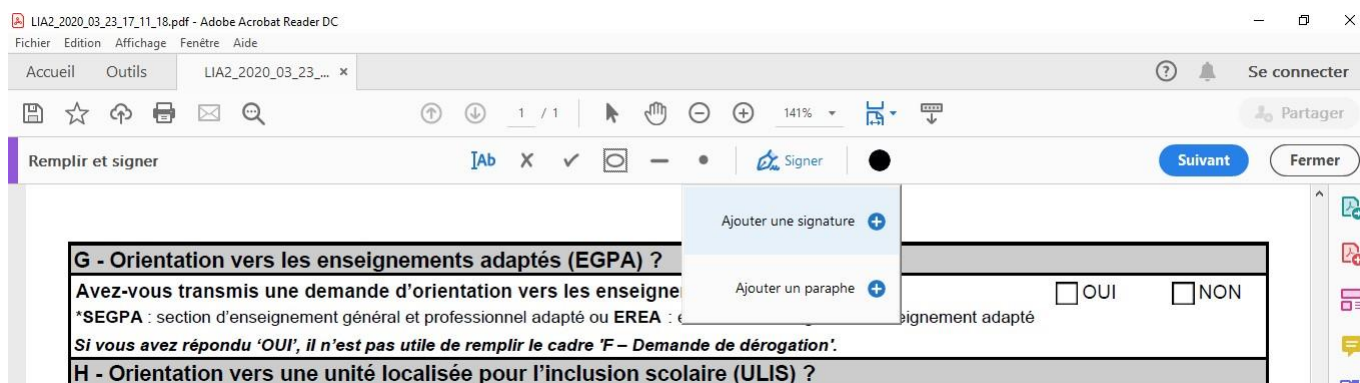 LIA2_2020_03_23_17_11_18.pdf - Adobe Acrobat Reader DC
Fichier Edition Affichage Fenêtre Aide
Accueil Outils LIA2_2020_03_23_... × Se connecter
1 / 1 141% Partager
Remplir et signer Ab Signer Suivant Fermer
Ajouter une signature
G - Orientation vers les enseignements adaptés (EGPA) ?
Avez-vous transmis une demande d’orientation vers les Ajouter un paraphe OUI NON
*SEGPA : section d’enseignement général et professionnel adapté ou EREA : adapté
Si vous avez répondu ‘OUI’, il n’est pas utile de remplir le cadre 'F – Demande de dérogation'.
H - Orientation vers une unité localisée pour l’inclusion scolaire (ULIS) ?